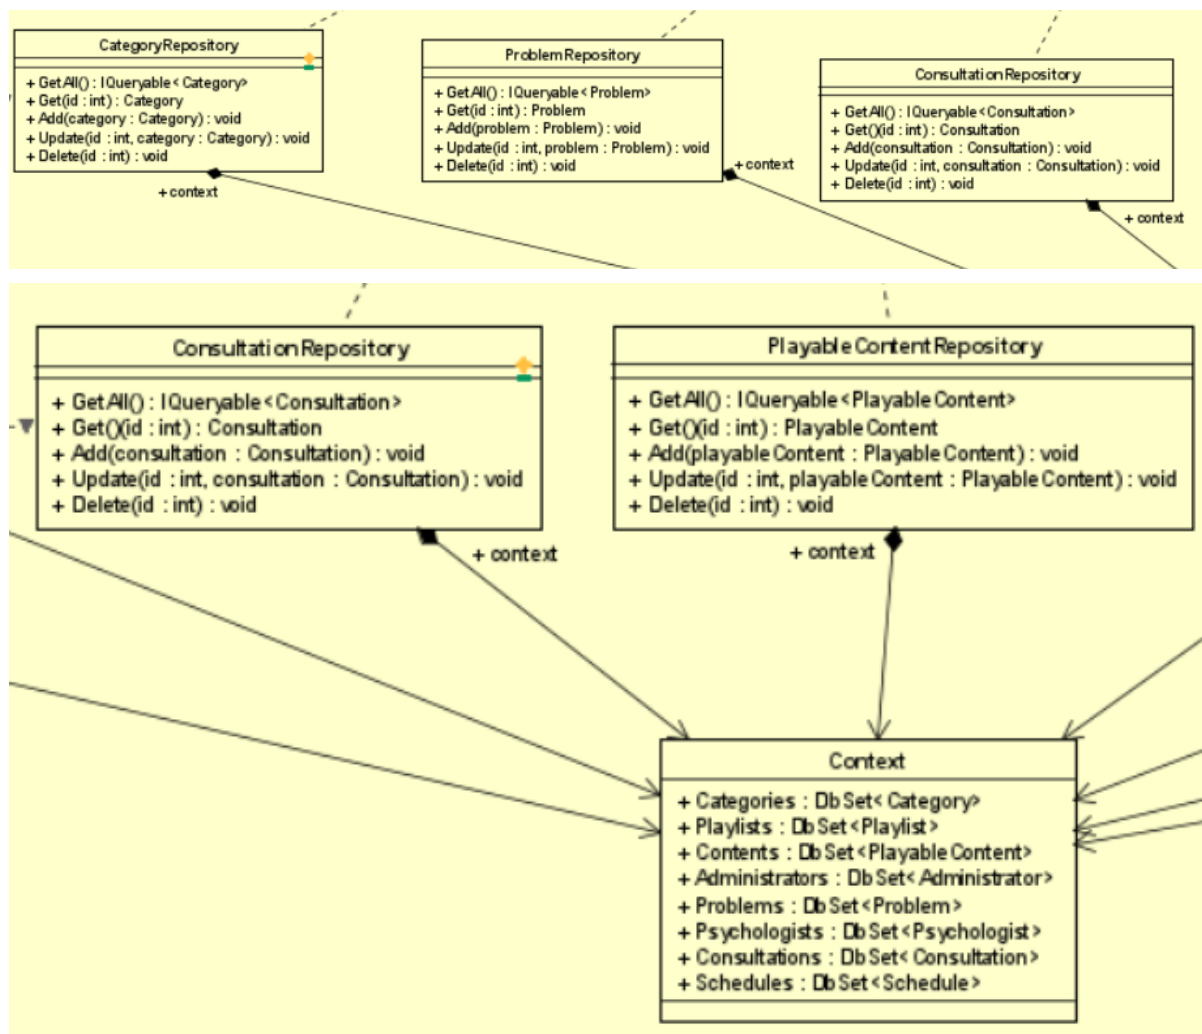 CategoryRepository
+ GetAll() : IQueryable<Category>
+ Get(id : int) : Category
+ Add(category : Category) : void
+ Update(id : int, category : Category) : void
+ Delete(id : int) : void
+ context
ProblemRepository
+ GetAll() : IQueryable<Problem>
+ Get(id : int) : Problem
+ Add(problem : Problem) : void
+ Update(id : int, problem : Problem) : void
+ Delete(id : int) : void
+ context
ConsultationRepository
+ GetAll() : IQueryable<Consultation>
+ Get()(id : int) : Consultation
+ Add(consultation : Consultation) : void
+ Update(id : int, consultation : Consultation) : void
+ Delete(id : int) : void
+ context
ConsultationRepository
+ GetAll() : IQueryable<Consultation>
+ Get()(id : int) : Consultation
+ Add(consultation : Consultation) : void
+ Update(id : int, consultation : Consultation) : void
+ Delete(id : int) : void
+ context
PlayableContentRepository
+ GetAll() : IQueryable<PlayableContent>
+ Get()(id : int) : PlayableContent
+ Add(playableContent : PlayableContent) : void
+ Update(id : int, playableContent : PlayableContent) : void
+ Delete(id : int) : void
+ context
Context
+ Categories : DbSet<Category>
+ Playlists : DbSet<Playlist>
+ Contents : DbSet<PlayableContent>
+ Administrators : DbSet<Administrator>
+ Problems : DbSet<Problem>
+ Psychologists : DbSet<Psychologist>
+ Consultations : DbSet<Consultation>
+ Schedules : DbSet<Schedule>